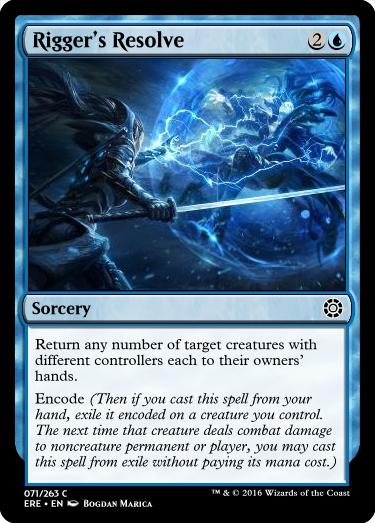 Rigger's Resolve 2
Sorcery
Return any number of target creatures with
different controllers each to their owners'
hands.
Encode (Then if you cast this spell from your
hand, exile it encoded on a creature you control.
The next time that creature deals combat damage
to noncreature permanent or player, you may cast
this spell from exile without paying its mana cost.)
071/263 C
ERE • EN Bogdan Marica
™ & © 2016 Wizards of the Coast